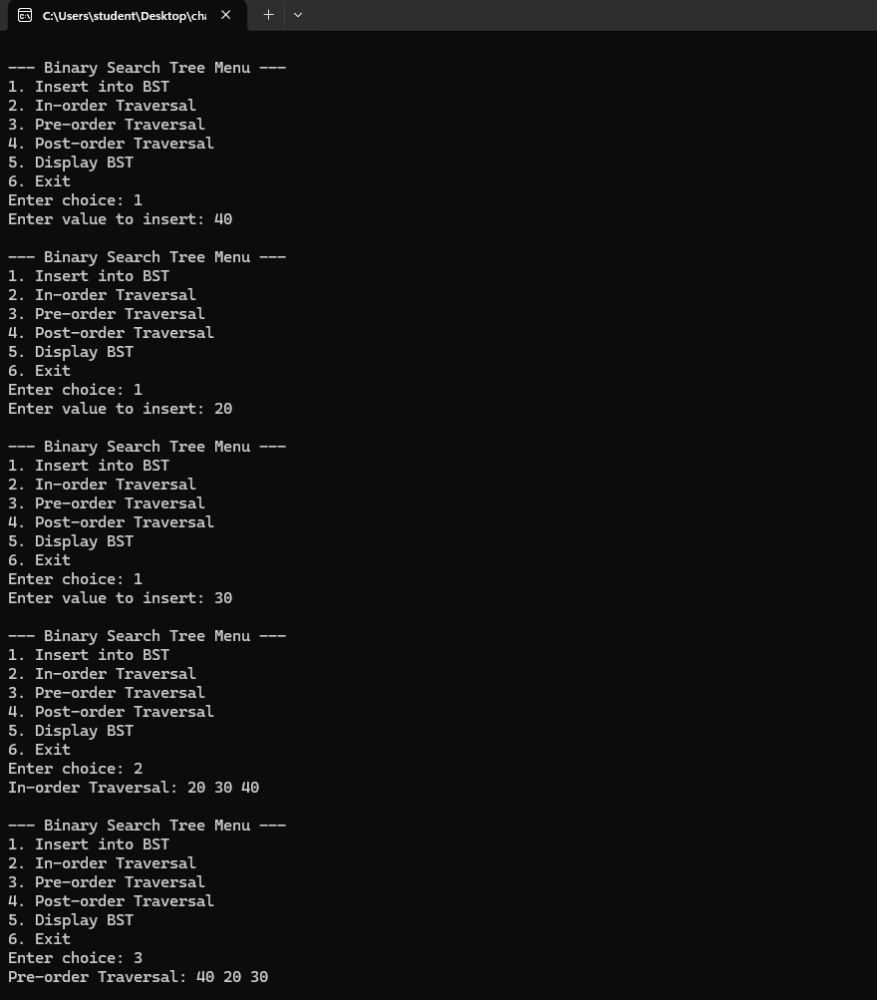 C:\Users\student\Desktop\cha
--- Binary Search Tree Menu ---
1. Insert into BST
2. In-order Traversal
3. Pre-order Traversal
4. Post-order Traversal
5. Display BST
6. Exit
Enter choice: 1
Enter value to insert: 40
--- Binary Search Tree Menu ---
1. Insert into BST
2. In-order Traversal
3. Pre-order Traversal
4. Post-order Traversal
5. Display BST
6. Exit
Enter choice: 1
Enter value to insert: 20
--- Binary Search Tree Menu ---
1. Insert into BST
2. In-order Traversal
3. Pre-order Traversal
4. Post-order Traversal
5. Display BST
6. Exit
Enter choice: 1
Enter value to insert: 30
--- Binary Search Tree Menu ---
1. Insert into BST
2. In-order Traversal
3. Pre-order Traversal
4. Post-order Traversal
5. Display BST
6. Exit
Enter choice: 2
In-order Traversal: 20 30 40
--- Binary Search Tree Menu ---
1. Insert into BST
2. In-order Traversal
3. Pre-order Traversal
4. Post-order Traversal
5. Display BST
6. Exit
Enter choice: 3
Pre-order Traversal: 40 20 30